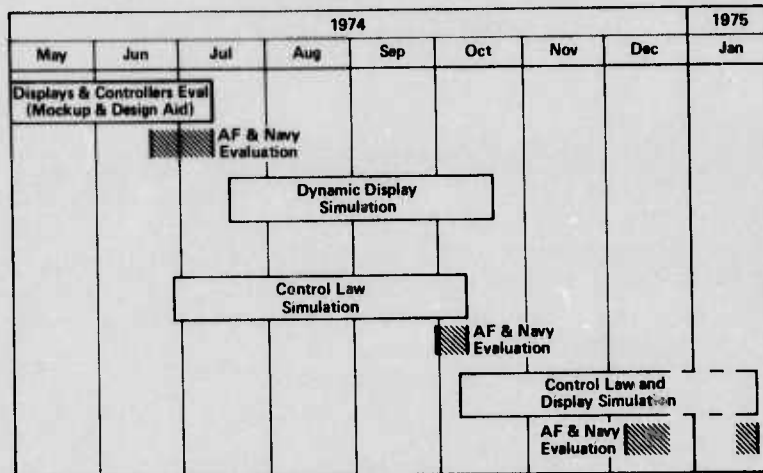 1974
1975
May
Jun
Jul
Aug
Sep
Oct
Nov
Dec
Jan
Displays & Controllers Eval
(Mockup & Design Aid)
AF & Navy
Evaluation
Dynamic Display
Simulation
Control Law
Simulation
AF & Navy
Evaluation
Control Law and
Display Simulation
AF & Navy
Evaluation